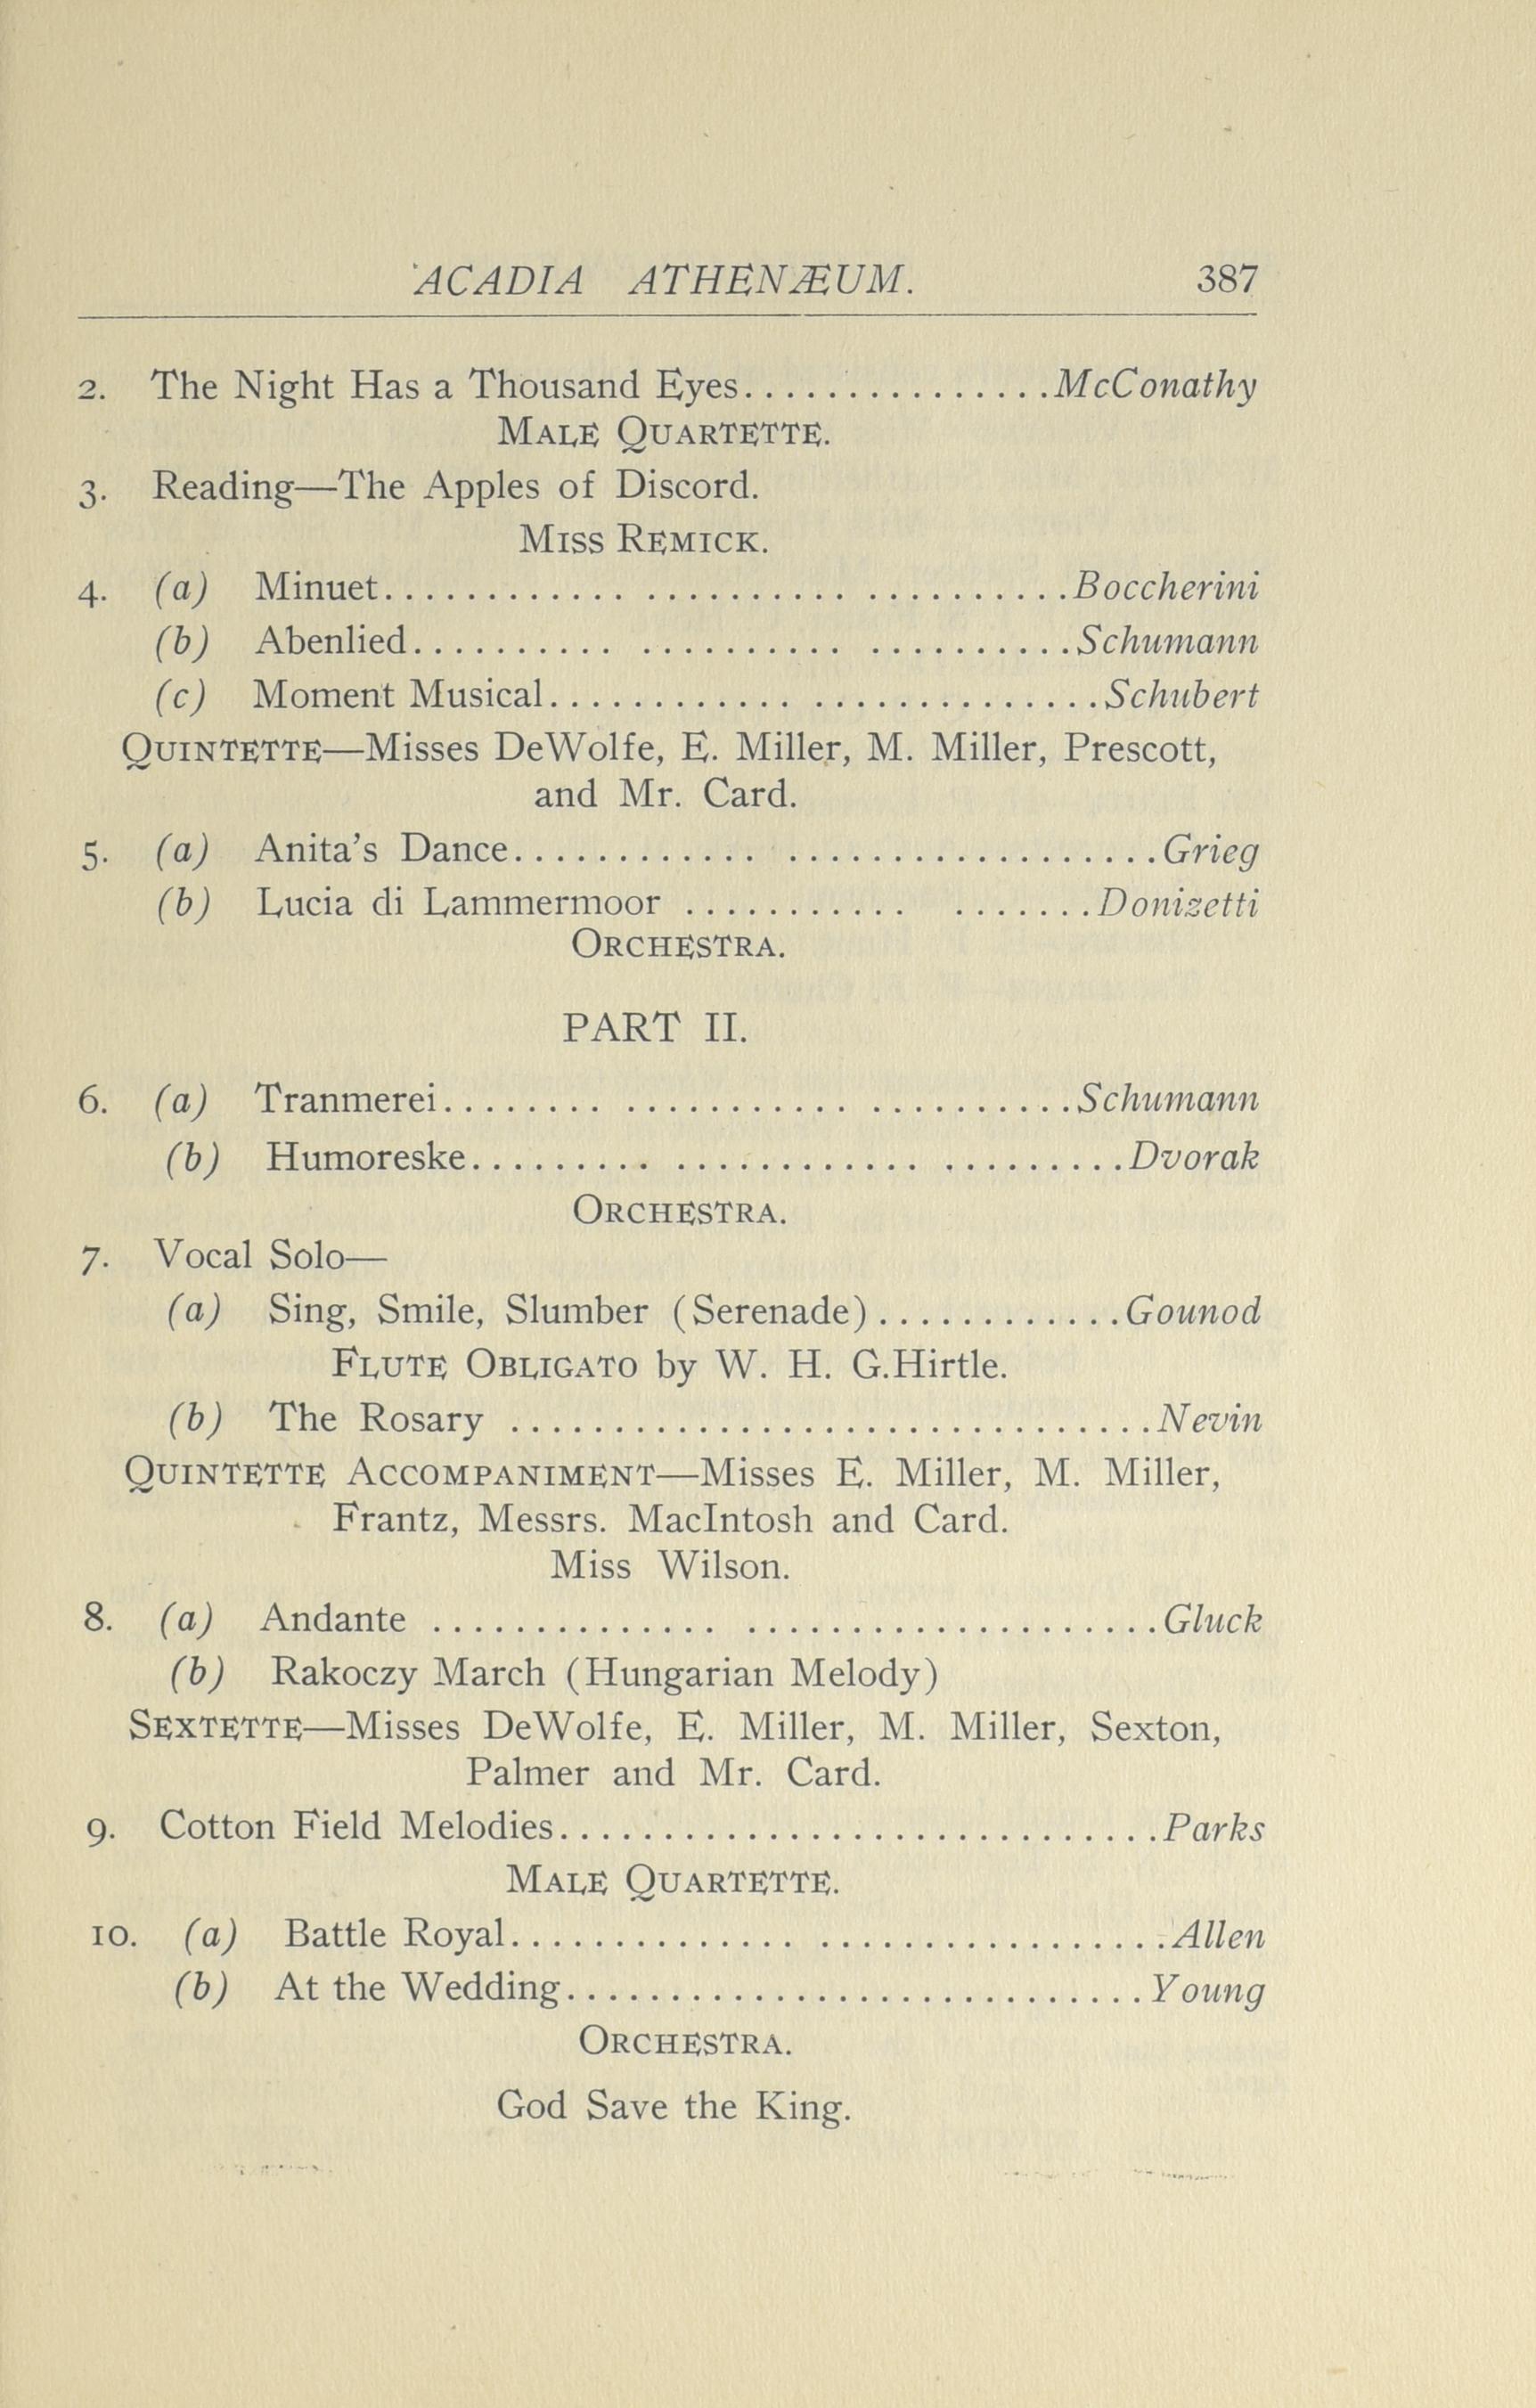 ACADIA ATHENÆUM. 387
2. The Night Has a Thousand Eyes...............McConathy
MALE QUARTETTE.
3. Reading—The Apples of Discord.
MISS REMICK.
4. (a) Minuet................................Boccherini
(b) Abenlied..............................Schumann
(c) Moment Musical..........................Schubert
QUINTETTE—Misses DeWolfe, E. Miller, M. Miller, Prescott,
and Mr. Card.
5. (a) Anita's Dance..............................Grieg
(b) Lucia di Lammermoor ..................Donizetti
ORCHESTRA.
PART II.
6. (a) Tranmerei.............................Schumann
(b) Humoreske..............................Dvorak
ORCHESTRA.
7. Vocal Solo—
(a) Sing, Smile, Slumber (Serenade)............Gounod
FLUTE OBLIGATO by W. H. G.Hirtle.
(b) The Rosary ...............................Nevin
QUINTETTE ACCOMPANIMENT—Misses E. Miller, M. Miller,
Frantz, Messrs. MacIntosh and Card.
Miss Wilson.
8. (a) Andante ..................................Gluck
(b) Rakoczy March (Hungarian Melody)
SEXTETTE—Misses DeWolfe, E. Miller, M. Miller, Sexton,
Palmer and Mr. Card.
9. Cotton Field Melodies.............................Parks
MALE QUARTETTE.
10. (a) Battle Royal...............................Allen
(b) At the Wedding............................Young
ORCHESTRA.
God Save the King.